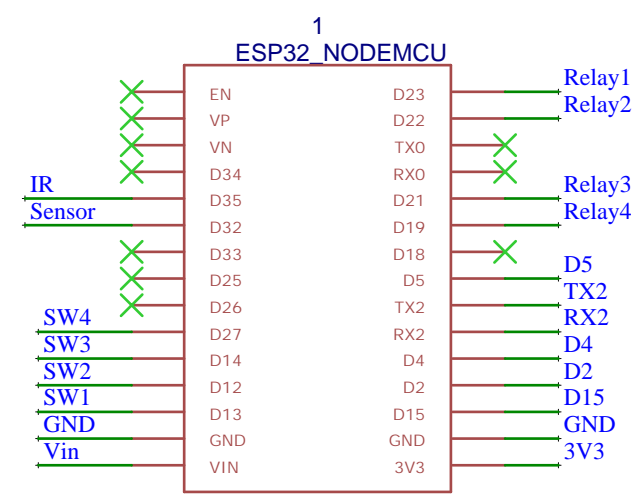 1
ESP32_NODEMCU
EN D23 Relay1
VP D22 Relay2
VN TX0
D34 RX0
IR D35 D21 Relay3
Sensor D32 D19 Relay4
D33 D18
D25 D5 D5
D26 TX2 TX2
SW4 D27 RX2 RX2
SW3 D14 D4 D4
SW2 D12 D2 D2
SW1 D13 D15 D15
GND GND GND GND
Vin VIN 3V3 3V3